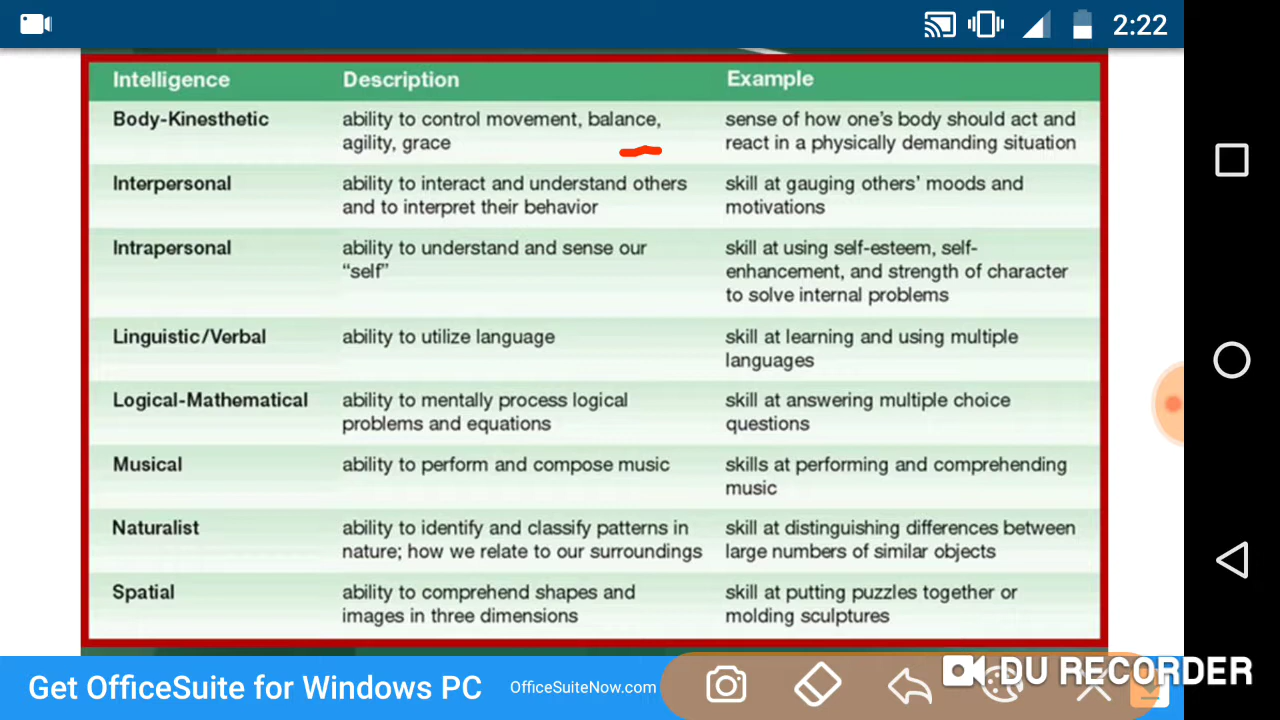 2:22
Intelligence Description Example
Body-Kinesthetic ability to control movement, balance, sense of how one's body should act and
agility, grace react in a physically demanding situation
Interpersonal ability to interact and understand others skill at gauging others' moods and
and to interpret their behavior motivations
Intrapersonal ability to understand and sense our skill at using self-esteem, self-
“self” enhancement, and strength of character
to solve internal problems
Linguistic/Verbal ability to utilize language skill at learning and using multiple
languages
Logical-Mathematical ability to mentally process logical skill at answering multiple choice
problems and equations questions
Musical ability to perform and compose music skills at performing and comprehending
music
Naturalist ability to identify and classify patterns in skill at distinguishing differences between
nature; how we relate to our surroundings large numbers of similar objects
Spatial ability to comprehend shapes and skill at putting puzzles together or
images in three dimensions molding sculptures
Get OfficeSuite for Windows PC OfficeSuiteNow.com
DU RECORDER